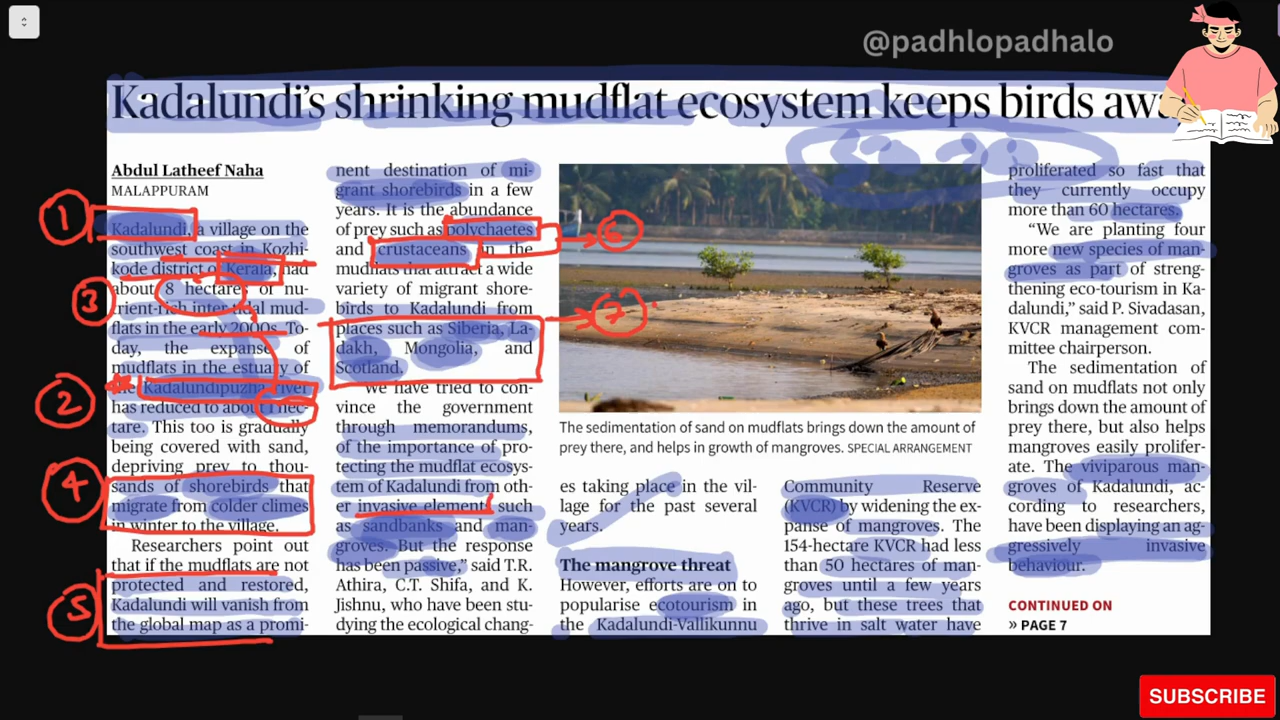 @padhlopadhalo
Kadalundi's shrinking mudflat ecosystem keeps birds
Abdul Latheef Naha
MALAPPURAM
Kadalundi, a village on the
southwest coast in Kozhi-
kode district of Kerala, had
about 8 hectares of nu-
trient-rich inter tidal mud-
flats in the early 2000s. To-
day, the expanse of
mudflats in the estuary of
the Kadalundipuzha river
has reduced to about 1 hec-
tare. This too is gradually
being covered with sand,
depriving prey to thou-
sands of shorebirds that
migrate from colder climes
in winter to the village.
Researchers point out
that if the mudflats are not
protected and restored,
Kadalundi will vanish from
the global map as a promi-
nent destination of mi-
grant shorebirds in a few
years. It is the abundance
of prey such as polychaetes
and crustaceans in the
mudflats that attract a wide
variety of migrant shore-
birds to Kadalundi from
places such as Siberia, La-
dakh, Mongolia, and
Scotland.
"We have tried to con-
vince the government
through memorandums,
of the importance of pro-
tecting the mudflat ecosys-
tem of Kadalundi from oth-
er invasive elements such
as sandbanks and man-
groves. But the response
has been passive," said T.R.
Athira, C.T. Shifa, and K.
Jishnu, who have been stu-
dying the ecological chang-
The sedimentation of sand on mudflats brings down the amount of
prey there, and helps in growth of mangroves. SPECIAL ARRANGEMENT
es taking place in the vil-
lage for the past several
years.
The mangrove threat
However, efforts are on to
popularise ecotourism in
the Kadalundi-Vallikunnu
Community Reserve
(KVCR) by widening the ex-
panse of mangroves. The
154-hectare KVCR had less
than 50 hectares of man-
groves until a few years
ago, but these trees that
thrive in salt water have
proliferated so fast that
they currently occupy
more than 60 hectares.
"We are planting four
more new species of man-
groves as part of streng-
thening eco-tourism in Ka-
dalundi," said P. Sivadasan,
KVCR management com-
mittee chairperson.
The sedimentation of
sand on mudflats not only
brings down the amount of
prey there, but also helps
mangroves easily prolifer-
ate. The viviparous man-
groves of Kadalundi, ac-
cording to researchers,
have been displaying an ag-
gressively invasive
behaviour.
CONTINUED ON
» PAGE 7
1
3
2
4
5
6
7
SUBSCRIBE